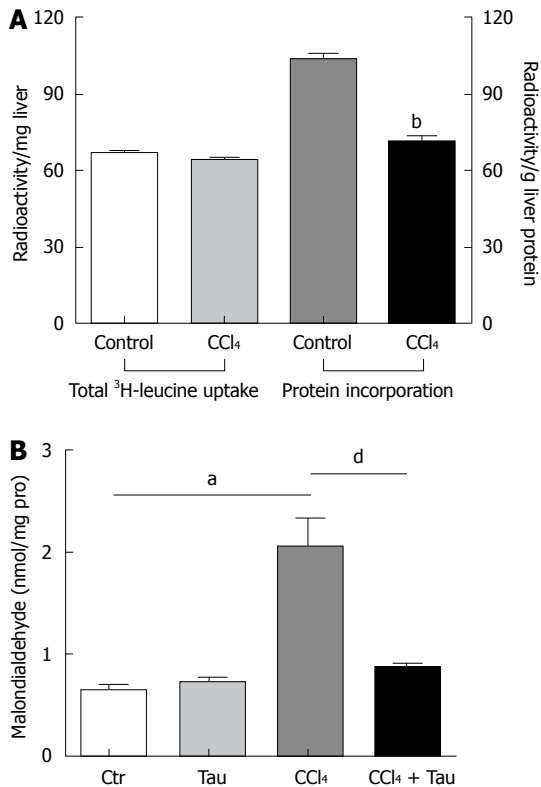 A
120
90
60
30
0
Radioactivity/mg liver
b
120
90
60
30
0
Radioactivity/g liver protein
Control CCl₄ Control CCl₄
Total ³H-leucine uptake Protein incorporation
B
3
2
1
0
Malondialdehyde (nmol/mg pro)
a
d
Ctr Tau CCl₄ CCl₄ + Tau